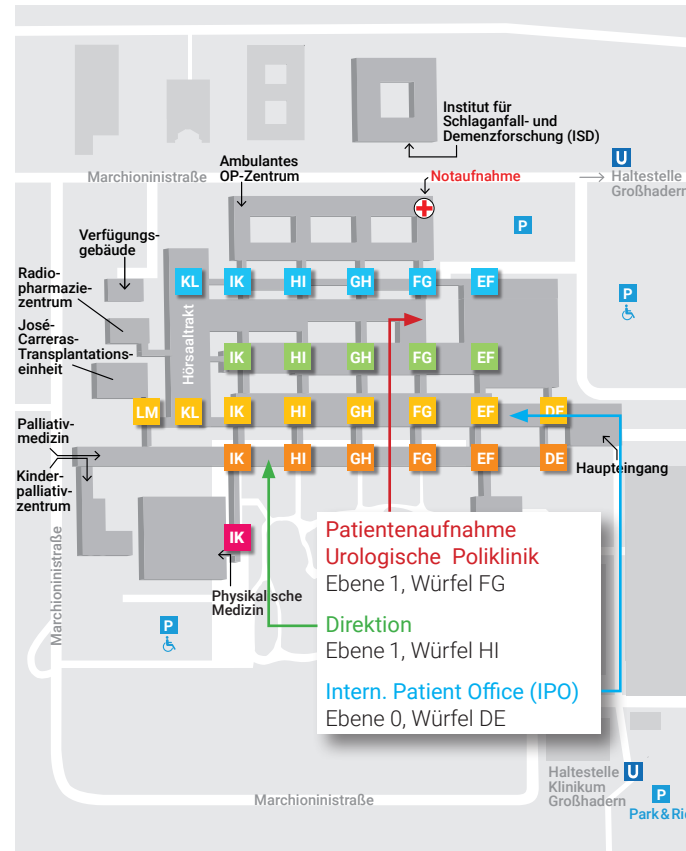 Institut für
Schlaganfall- und
Demenzforschung (ISD)
U
Haltestelle
Großhadern
Marchioninistraße
Ambulantes
OP-Zentrum
Notaufnahme
P
Verfügungs-
gebäude
Radio-
pharmazie-
zentrum
José-
Carreras-
Transplantations-
einheit
P
Hörsaaltrakt
KL IK HI GH FG EF
IK HI GH FG EF
LM KL IK HI GH FG EF DE
IK HI GH FG EF DE
Palliativ-
medizin
Kinder-
palliativ-
zentrum
Haupteingang
IK
Physikalische
Medizin
Marchioninistraße
P
Patientenaufnahme
Urologische Poliklinik
Ebene 1, Würfel FG
Direktion
Ebene 1, Würfel HI
Intern. Patient Office (IPO)
Ebene 0, Würfel DE
Marchioninistraße
Haltestelle U
Klinikum
Großhadern
P